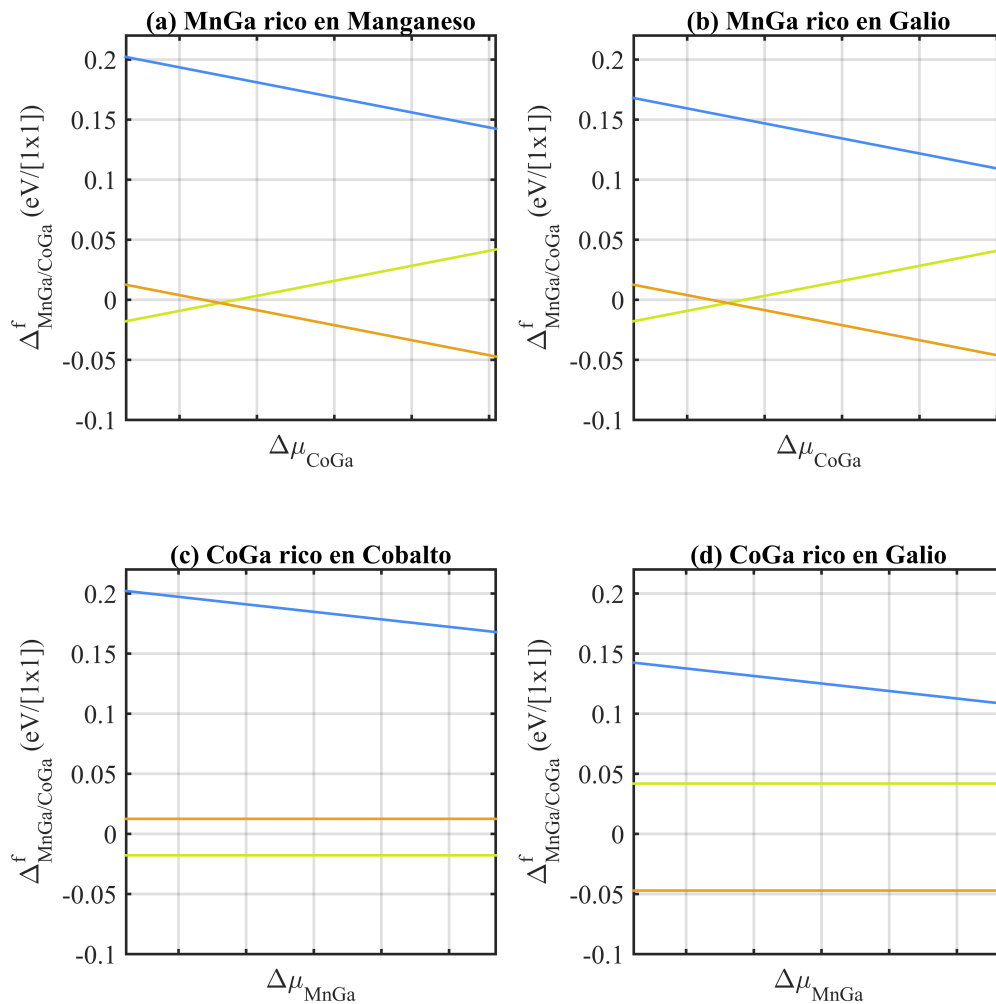 (a) MnGa rico en Manganeso
0.2
0.15
0.1
0.05
0
-0.05
-0.1
Δ^f_MnGa/CoGa (eV/[1x1])
Δμ_CoGa
(b) MnGa rico en Galio
0.2
0.15
0.1
0.05
0
-0.05
-0.1
Δ^f_MnGa/CoGa (eV/[1x1])
Δμ_CoGa
(c) CoGa rico en Cobalto
0.2
0.15
0.1
0.05
0
-0.05
-0.1
Δ^f_MnGa/CoGa (eV/[1x1])
Δμ_MnGa
(d) CoGa rico en Galio
0.2
0.15
0.1
0.05
0
-0.05
-0.1
Δ^f_MnGa/CoGa (eV/[1x1])
Δμ_MnGa